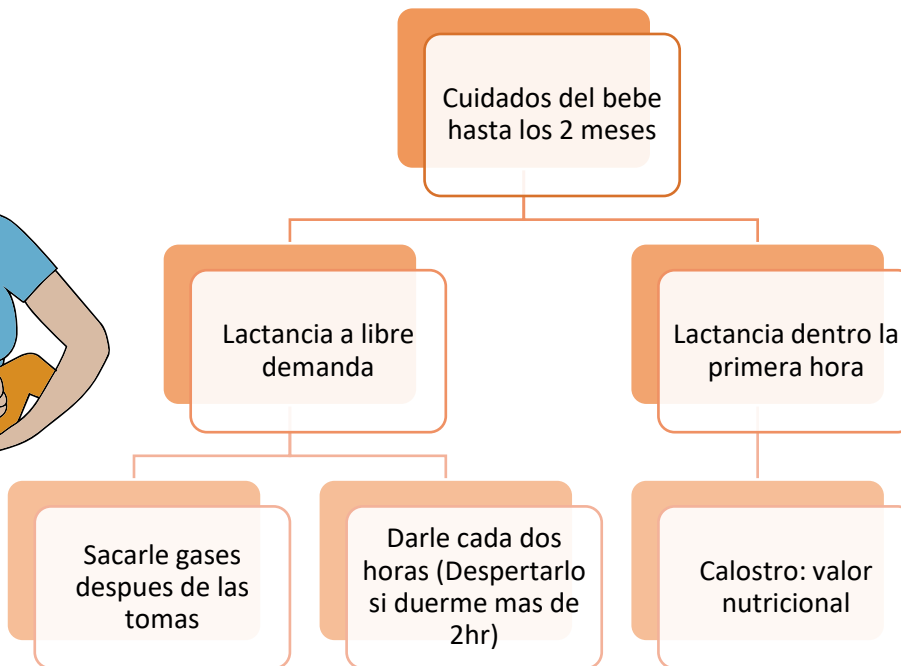 Cuidados del bebe
hasta los 2 meses
Lactancia a libre
demanda
Lactancia dentro la
primera hora
Sacarle gases
despues de las
tomas
Darle cada dos
horas (Despertarlo
si duerme mas de
2hr)
Calostro: valor
nutricional